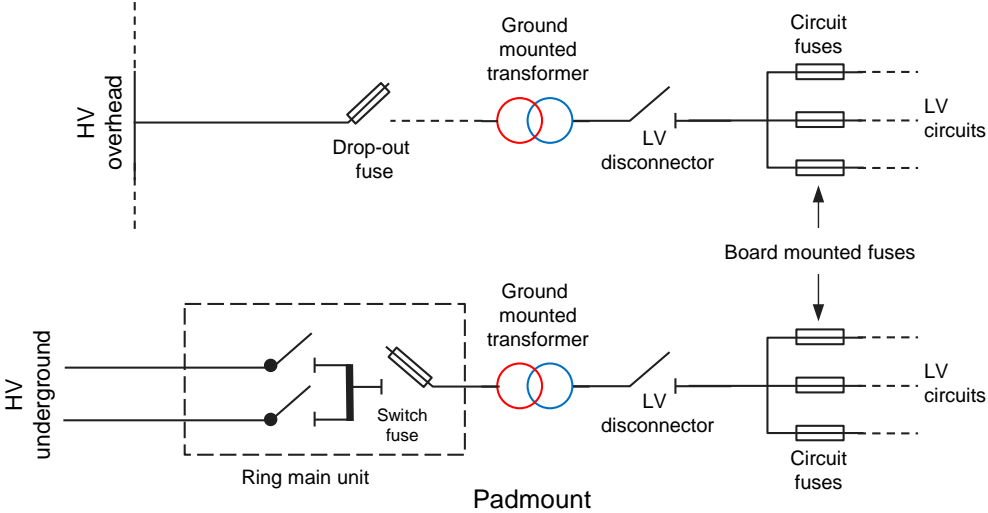 Ground
mounted
transformer
Circuit
fuses
HV
overhead
Drop-out
fuse
LV
disconnector
LV
circuits
Board mounted fuses
Ground
mounted
transformer
HV
underground
Switch
fuse
LV
disconnector
LV
circuits
Ring main unit
Circuit
fuses
Padmount